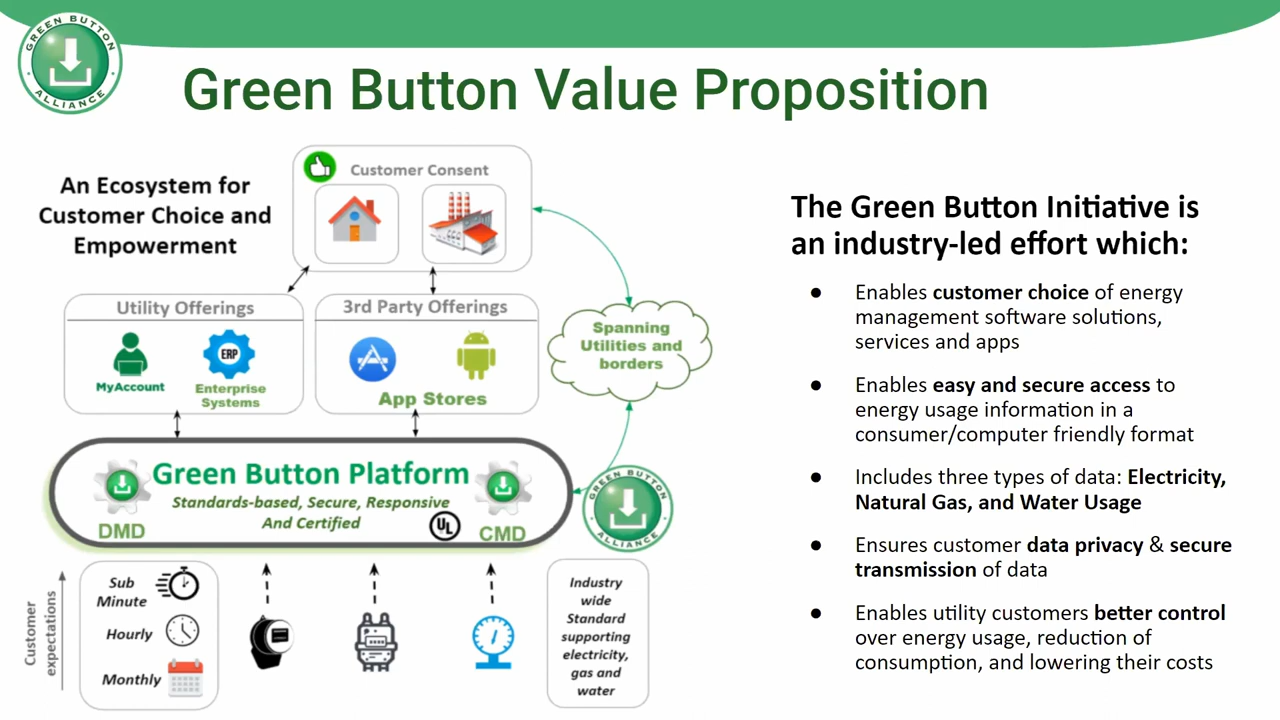 GREEN BUTTON
ALLIANCE
Green Button Value Proposition
An Ecosystem for
Customer Choice and
Empowerment
Customer Consent
Utility Offerings
MyAccount
ERP
Enterprise
Systems
3rd Party Offerings
App Stores
Spanning
Utilities and
borders
Green Button Platform
Standards-based, Secure, Responsive
And Certified
DMD
UL
CMD
GREEN BUTTON
ALLIANCE
Customer
expectations
Sub
Minute
Hourly
Monthly
Industry
wide
Standard
supporting
electricity,
gas and
water
The Green Button Initiative is
an industry-led effort which:
● Enables customer choice of energy
management software solutions,
services and apps
● Enables easy and secure access to
energy usage information in a
consumer/computer friendly format
● Includes three types of data: Electricity,
Natural Gas, and Water Usage
● Ensures customer data privacy & secure
transmission of data
● Enables utility customers better control
over energy usage, reduction of
consumption, and lowering their costs